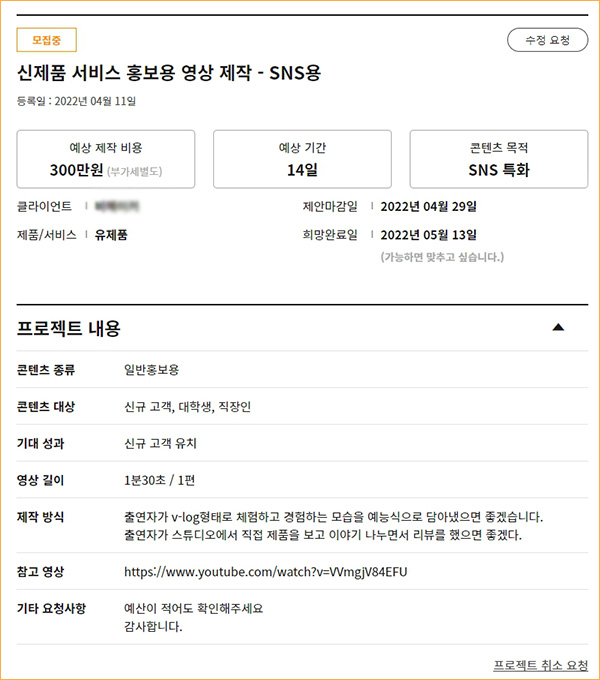 모집중
수정 요청
신제품 서비스 홍보용 영상 제작 - SNS용
등록일 : 2022년 04월 11일
예상 제작 비용
300만원 (부가세별도)
예상 기간
14일
콘텐츠 목적
SNS 특화
클라이언트
제안마감일 2022년 04월 29일
제품/서비스 유제품
희망완료일 2022년 05월 13일
(가능하면 맞추고 싶습니다.)
프로젝트 내용
콘텐츠 종류 일반홍보용
콘텐츠 대상 신규 고객, 대학생, 직장인
기대 성과 신규 고객 유치
영상 길이 1분30초 / 1편
제작 방식 출연자가 v-log형태로 체험하고 경험하는 모습을 예능식으로 담아냈으면 좋겠습니다.
출연자가 스튜디오에서 직접 제품을 보고 이야기 나누면서 리뷰를 했으면 좋겠다.
참고 영상 https://www.youtube.com/watch?v=VVmgjV84EFU
기타 요청사항 예산이 적어도 확인해주세요
감사합니다.
프로젝트 취소 요청